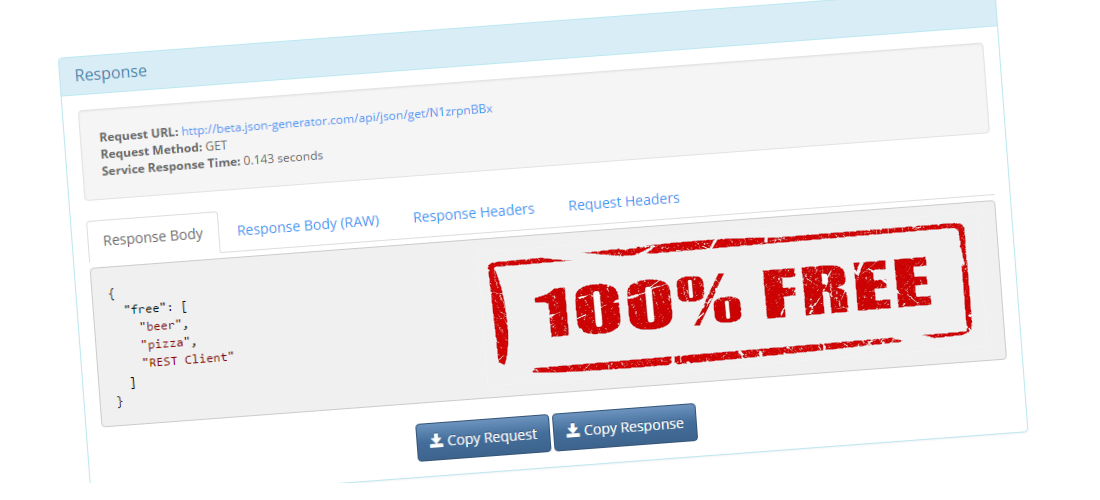 Response
Request URL: http://beta.json-generator.com/api/json/get/N1zrpnBBx
Request Method: GET
Service Response Time: 0.143 seconds
Response Body
Response Body (RAW)
Response Headers
Request Headers
{
"free": [
"beer",
"pizza",
"REST Client"
]
}
100% FREE
Copy Request
Copy Response